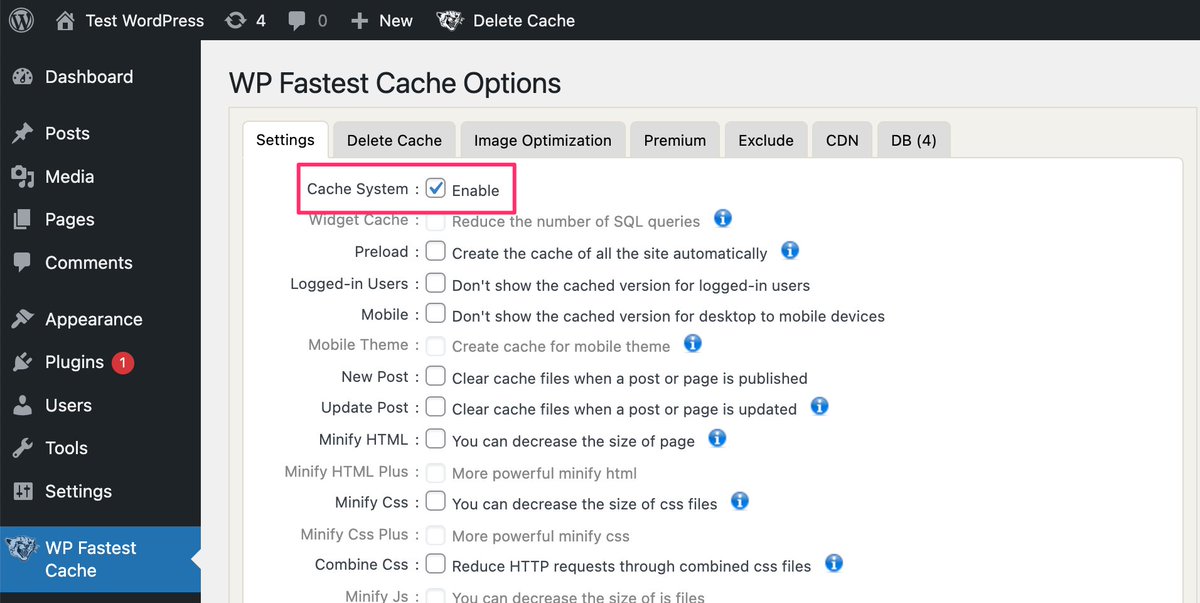 Test WordPress 4 0 New Delete Cache
Dashboard
Posts
Media
Pages
Comments
Appearance
Plugins 1
Users
Tools
Settings
WP Fastest
Cache
WP Fastest Cache Options
Settings Delete Cache Image Optimization Premium Exclude CDN DB (4)
Cache System : Enable
Widget Cache : Reduce the number of SQL queries
Preload : Create the cache of all the site automatically
Logged-in Users : Don't show the cached version for logged-in users
Mobile : Don't show the cached version for desktop to mobile devices
Mobile Theme : Create cache for mobile theme
New Post : Clear cache files when a post or page is published
Update Post : Clear cache files when a post or page is updated
Minify HTML : You can decrease the size of page
Minify HTML Plus : More powerful minify html
Minify Css : You can decrease the size of css files
Minify Css Plus : More powerful minify css
Combine Css : Reduce HTTP requests through combined css files
Minify Js : You can decrease the size of js files